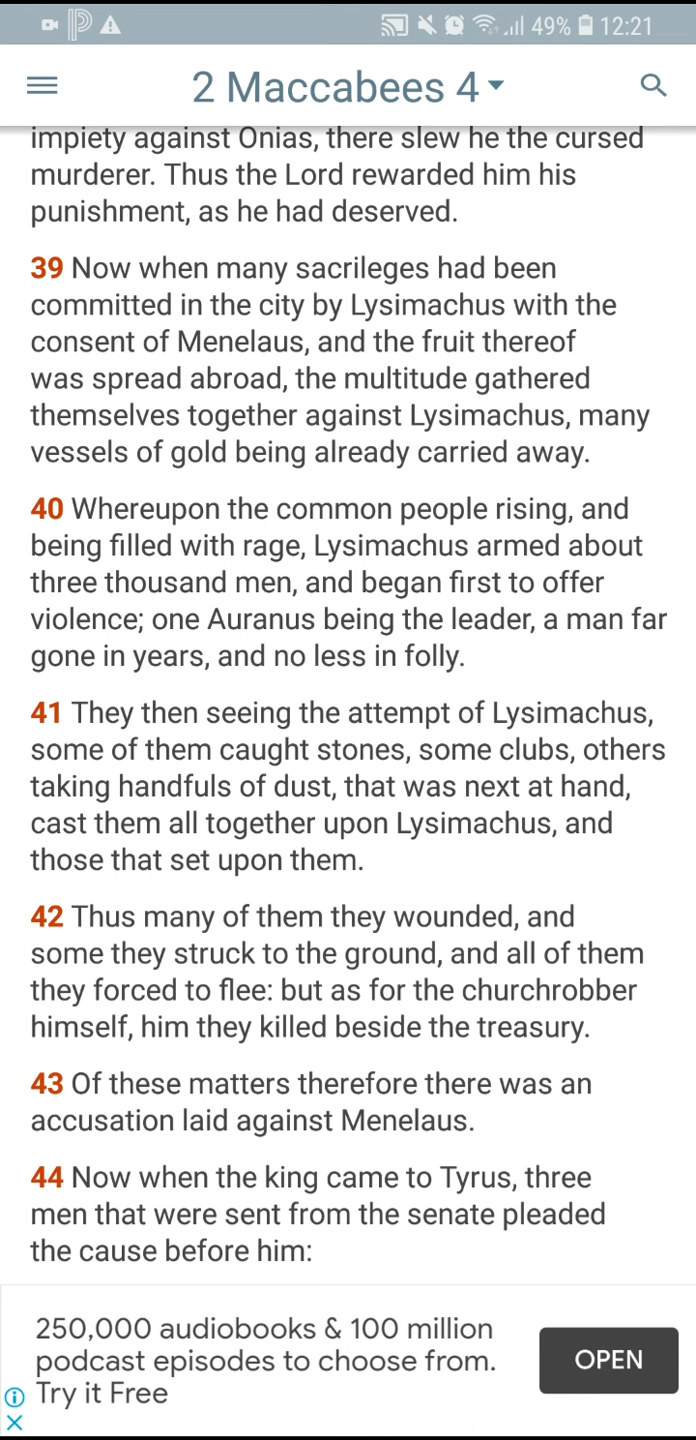 49% 12:21
2 Maccabees 4
impiety against Onias, there slew he the cursed
murderer. Thus the Lord rewarded him his
punishment, as he had deserved.
39 Now when many sacrileges had been
committed in the city by Lysimachus with the
consent of Menelaus, and the fruit thereof
was spread abroad, the multitude gathered
themselves together against Lysimachus, many
vessels of gold being already carried away.
40 Whereupon the common people rising, and
being filled with rage, Lysimachus armed about
three thousand men, and began first to offer
violence; one Auranus being the leader, a man far
gone in years, and no less in folly.
41 They then seeing the attempt of Lysimachus,
some of them caught stones, some clubs, others
taking handfuls of dust, that was next at hand,
cast them all together upon Lysimachus, and
those that set upon them.
42 Thus many of them they wounded, and
some they struck to the ground, and all of them
they forced to flee: but as for the churchrobber
himself, him they killed beside the treasury.
43 Of these matters therefore there was an
accusation laid against Menelaus.
44 Now when the king came to Tyrus, three
men that were sent from the senate pleaded
the cause before him:
250,000 audiobooks & 100 million
podcast episodes to choose from.
Try it Free
OPEN